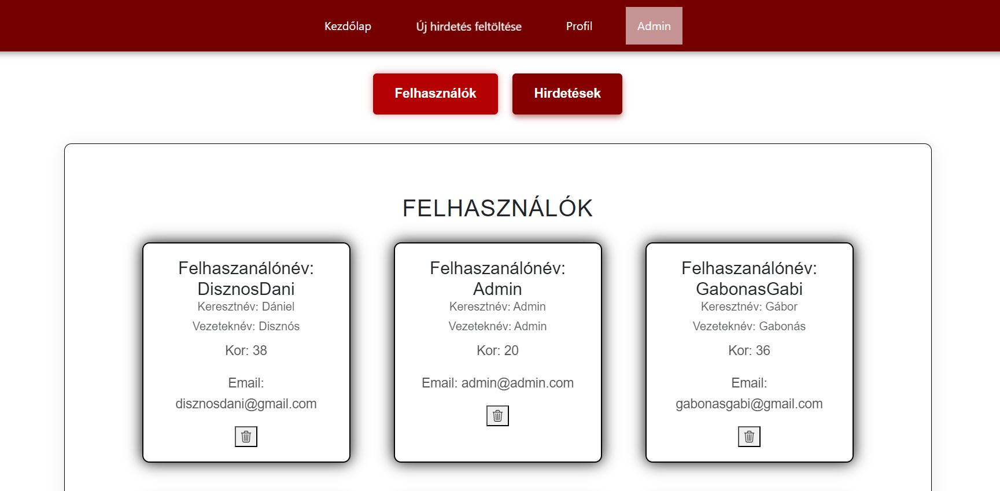 Kezdőlap Új hirdetés feltöltése Profil Admin
Felhasználók Hirdetések
FELHASZNÁLÓK
Felhaszanálónév:
DisznosDani
Keresztnév: Dániel
Vezeteknév: Disznós
Kor: 38
Email:
disznosdani@gmail.com
Felhaszanálónév:
Admin
Keresztnév: Admin
Vezeteknév: Admin
Kor: 20
Email: admin@admin.com
Felhaszanálónév:
GabonasGabi
Keresztnév: Gábor
Vezeteknév: Gabonás
Kor: 36
Email:
gabonasgabi@gmail.com